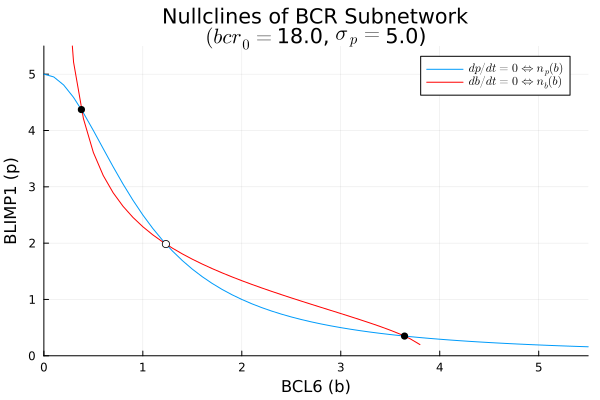 Nullclines of BCR Subnetwork
(bcr₀ = 18.0, σₚ = 5.0)
dp/dt = 0 ⇔ nₚ(b)
db/dt = 0 ⇔ n_b(b)
5
4
3
2
1
0
BLIMP1 (p)
0 1 2 3 4 5
BCL6 (b)